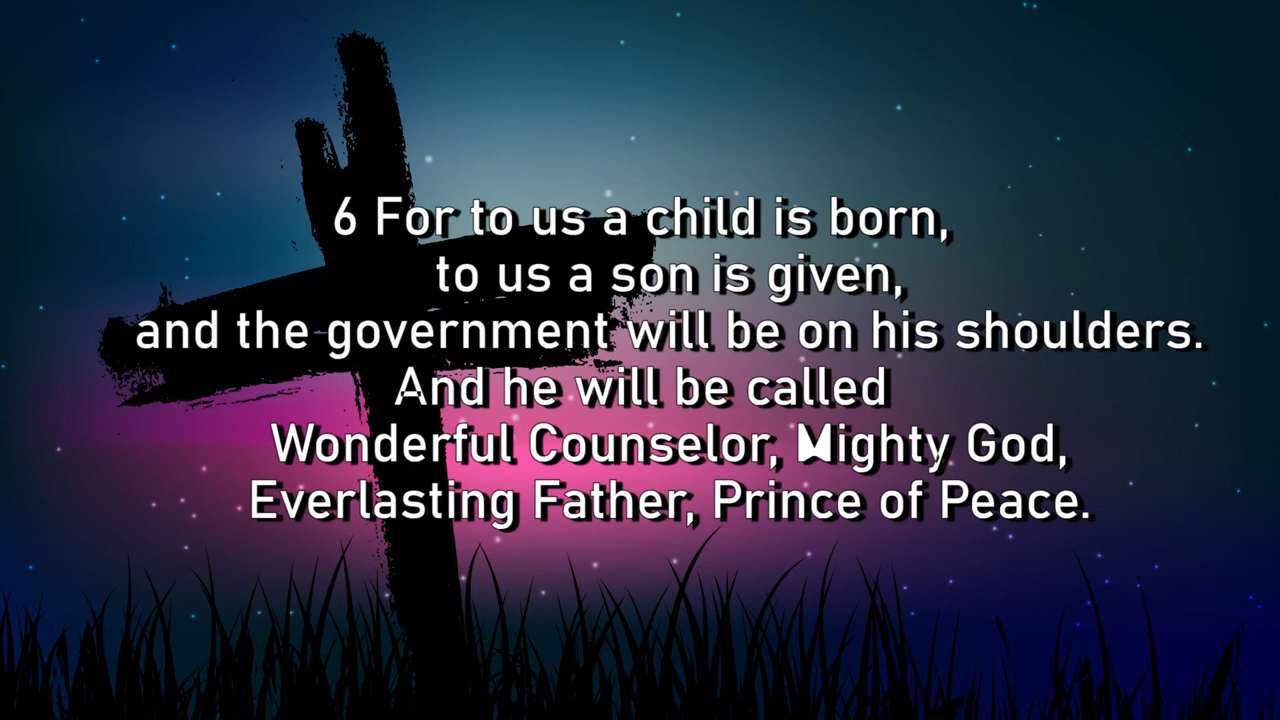 6 For to us a child is born,
to us a son is given,
and the government will be on his shoulders.
And he will be called
Wonderful Counselor, Mighty God,
Everlasting Father, Prince of Peace.